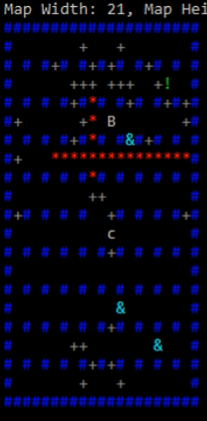 Map Width: 21, Map Hei
#####################
#       +   +       #
# # #+# #+#+# #+# # #
#      +++ +++  +!  #
# # # #+#*# #+# #+#+#
#+      +* B       +#
# # # #+#*# #&#+# # #
#+   ***************#
# # # # #*# # # # # #
#        ++         #
#+# # # # #+# # # #+#
#          c        #
# # # # # #+# # # # #
#                   #
# # # # # # # # # # #
#           &       #
# # # # # #+# # # # #
#      ++       &   #
# # # # #+#+# # # # #
#       +   +       #
#####################